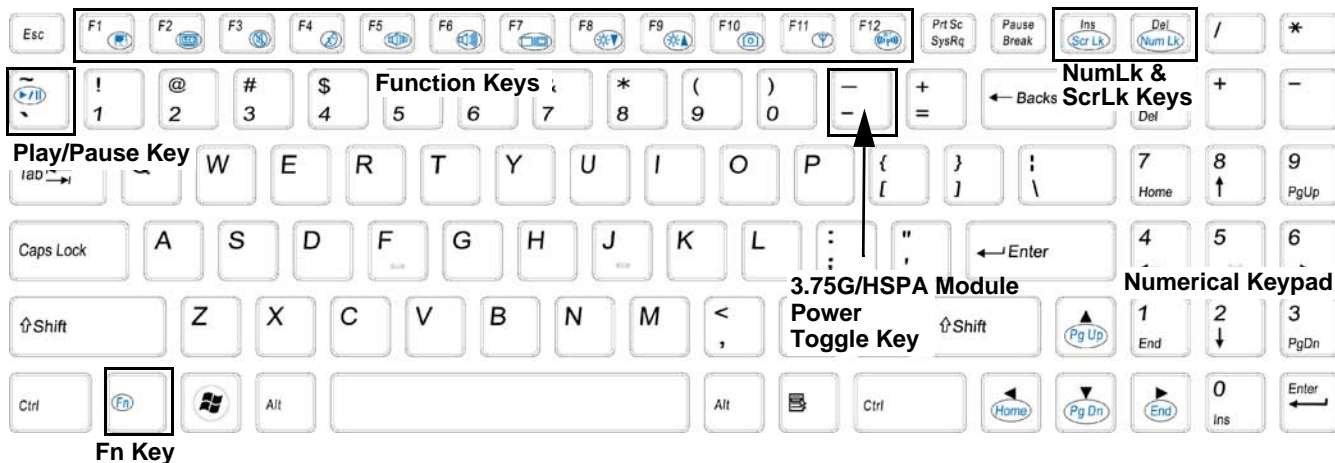 Esc F1 F2 F3 F4 F5 F6 F7 F8 F9 F10 F11 F12 Prt Sc Pause Ins Del / *
SysRq Break Scr Lk Num Lk
Function Keys
NumLk &
ScrLk Keys
~ ! @ # $ * ( ) — + ← Backs + –
` 1 2 3 4 5 6 7 8 9 0 – = Del
Play/Pause Key
Tab W E R T Y U I O P { } ¦ 7 8 9
[ ] \ Home ↑ PgUp
Caps Lock A S D F G H J K L : " Enter 4 5 6
; '
3.75G/HSPA Module
Power
Toggle Key
Numerical Keypad
⇧Shift Z X C V B N M < ⇧Shift ▲ 1 2 3
, Pg Up End ↓ PgDn
Ctrl Fn Alt Alt Ctrl ◄ ▼ ► 0 Enter
Home Pg Dn End Ins
Fn Key